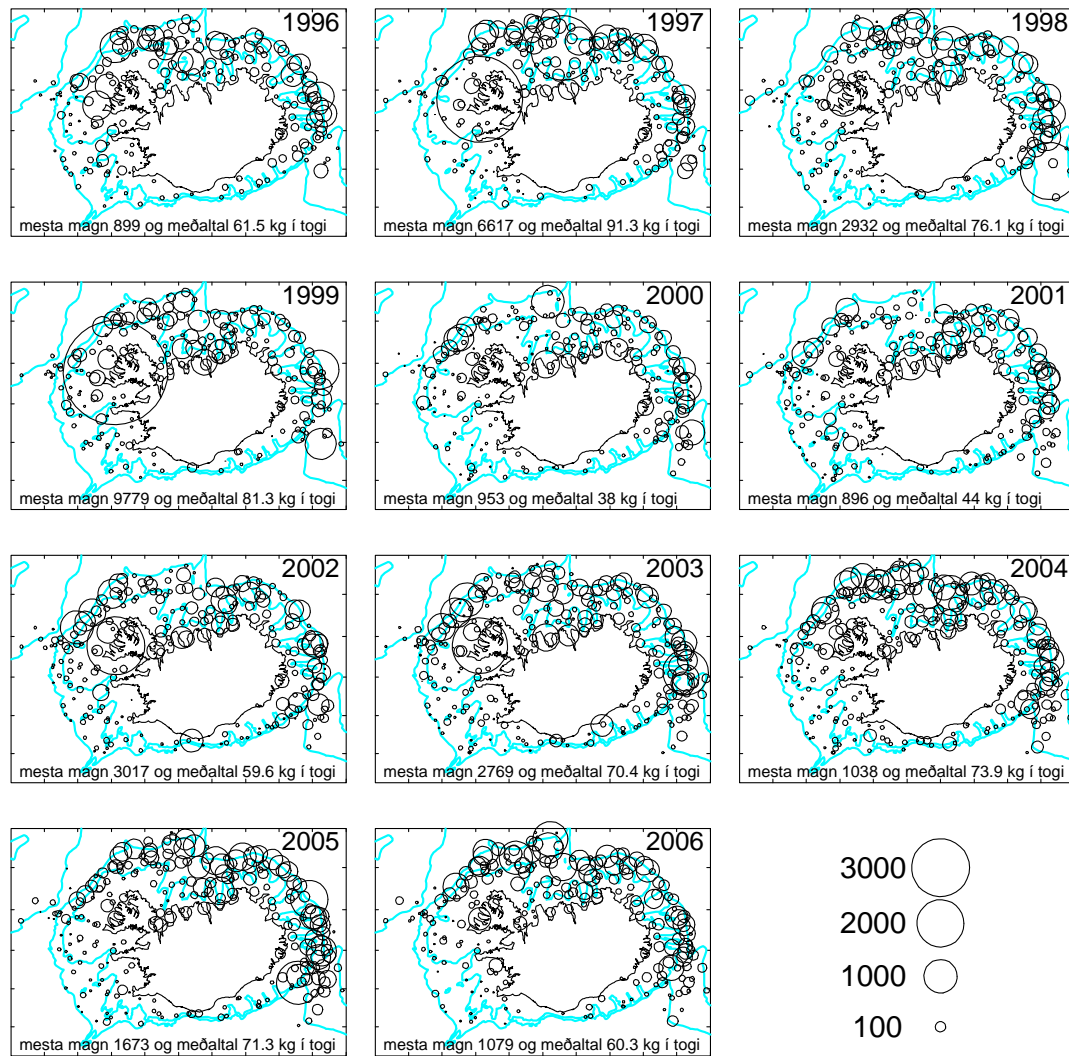 1996
mesta magn 899 og meðaltal 61.5 kg í togi
1997
mesta magn 6617 og meðaltal 91.3 kg í togi
1998
mesta magn 2932 og meðaltal 76.1 kg í togi
1999
mesta magn 9779 og meðaltal 81.3 kg í togi
2000
mesta magn 953 og meðaltal 38 kg í togi
2001
mesta magn 896 og meðaltal 44 kg í togi
2002
mesta magn 3017 og meðaltal 59.6 kg í togi
2003
mesta magn 2769 og meðaltal 70.4 kg í togi
2004
mesta magn 1038 og meðaltal 73.9 kg í togi
2005
mesta magn 1673 og meðaltal 71.3 kg í togi
2006
mesta magn 1079 og meðaltal 60.3 kg í togi
3000
2000
1000
100